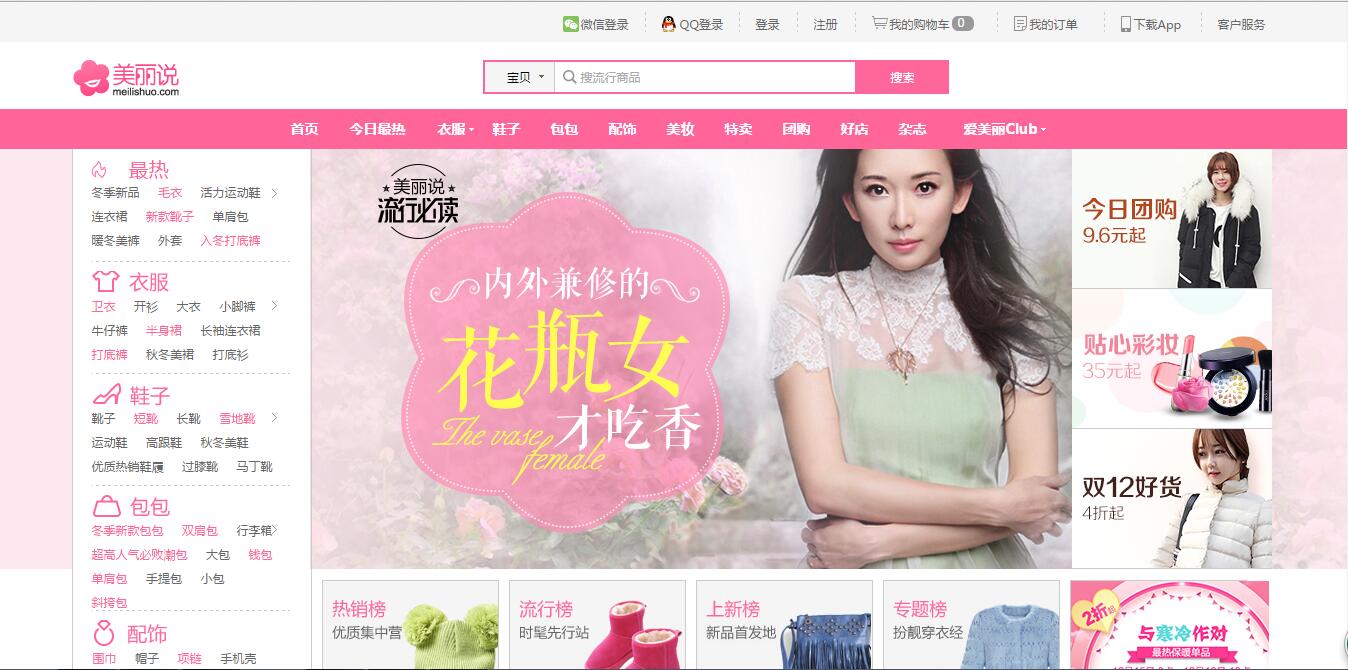 微信登录 QQ登录 登录 注册 我的购物车 0 我的订单 下载App 客户服务
美丽说
meilishuo.com
宝贝 搜流行商品 搜索
首页 今日最热 衣服 鞋子 包包 配饰 美妆 特卖 团购 好店 杂志 爱美丽Club
最热
冬季新品 毛衣 活力运动鞋
连衣裙 新款靴子 单肩包
暖冬美裤 外套 入冬打底裤
衣服
卫衣 开衫 大衣 小脚裤
牛仔裤 半身裙 长袖连衣裙
打底裤 秋冬美裙 打底衫
鞋子
靴子 短靴 长靴 雪地靴
运动鞋 高跟鞋 秋冬美鞋
优质热销鞋履 过膝靴 马丁靴
包包
冬季新款包包 双肩包 行李箱
超高人气必败潮包 大包 钱包
单肩包 手提包 小包
斜挎包
配饰
围巾 帽子 项链 手机壳
美丽说
流行必读
内外兼修的
花瓶女
才吃香
The vase
female
今日团购
9.6元起
贴心彩妆
35元起
双12好货
4折起
热销榜
优质集中营
流行榜
时髦先行站
上新榜
新品首发地
专题榜
扮靓穿衣经
2折起
与寒冷作对
最热保暖单品